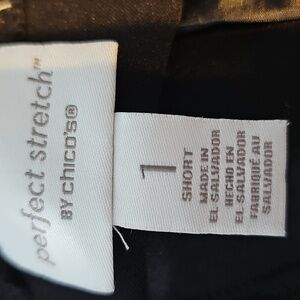 perfect stretch™
BY chico's®
1
SHORT
MADE IN
EL SALVADOR
HECHO EN
EL SALVADOR
FABRIQUÉ AU
SALVADOR